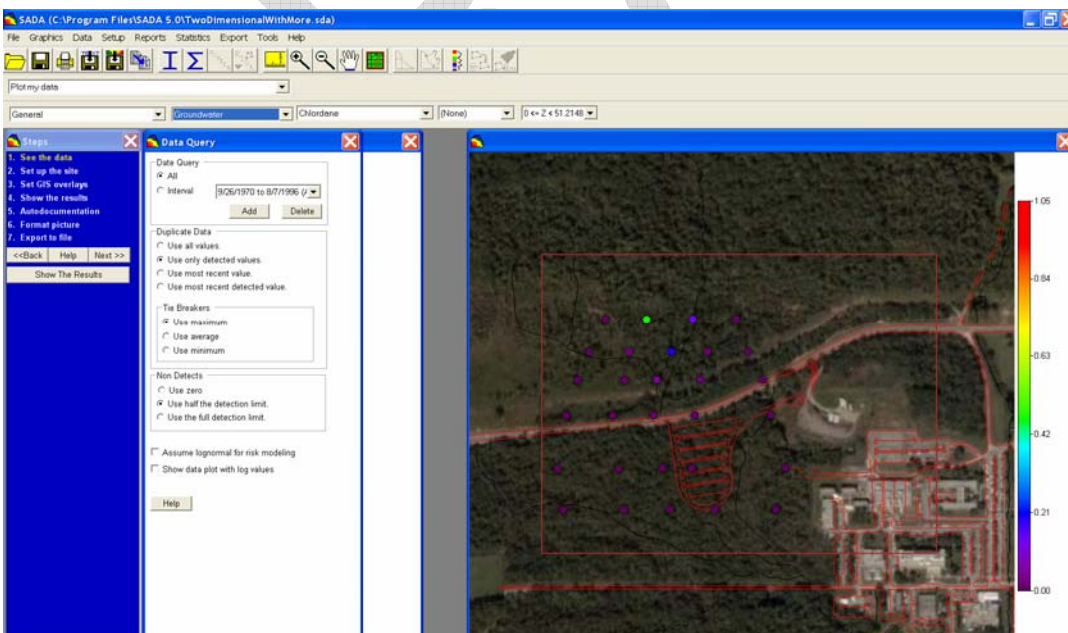 SADA (C:\Program Files\SADA 5.0\TwoDimensionalWithMore.sda)
File Graphics Data Setup Reports Statistics Export Tools Help
Plot my data
General Groundwater Chlordane (None) 0 <= Z < 51.2148
Steps
1. See the data
2. Set up the site
3. Set GIS overlays
4. Show the results
5. Autodocumentation
6. Format picture
7. Export to file
<<Back Help Next >>
Show The Results
Data Query
Date Query
All
Interval 9/26/1970 to 8/7/1996 (
Add Delete
Duplicate Data
Use all values.
Use only detected values.
Use most recent value.
Use most recent detected value.
Tie Breakers
Use maximum
Use average
Use minimum
Non Detects
Use zero
Use half the detection limit.
Use the full detection limit.
Assume lognormal for risk modeling
Show data plot with log values
Help
1.05
0.84
0.63
0.42
0.21
0.00